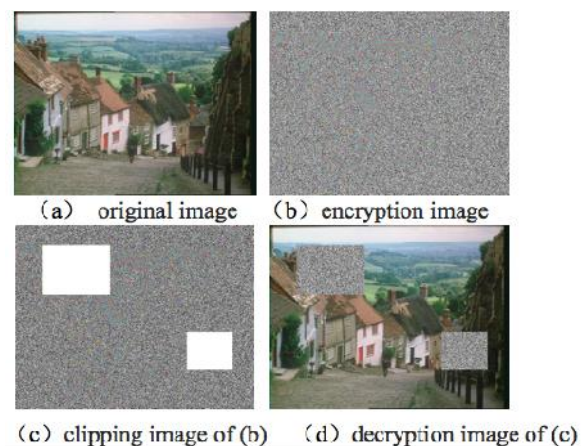 (a) original image
(b) encryption image
(c) clipping image of (b)
(d) decryption image of (c)